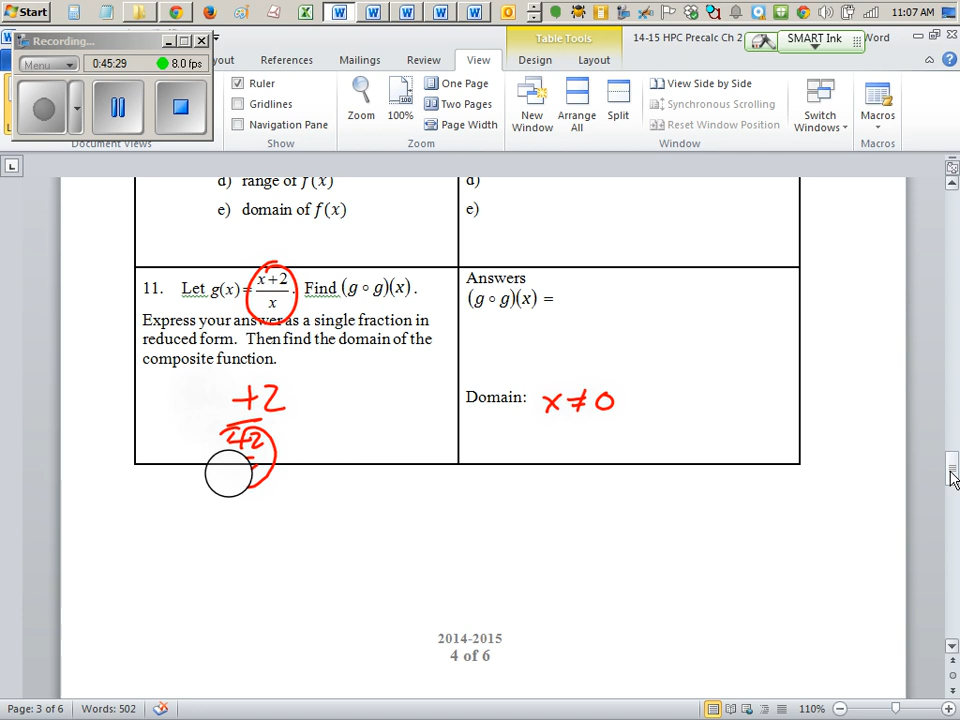 Start
11:07 AM
Recording...
Menu
0:45:29
8.0 fps
Table Tools
14-15 HPC Precalc Ch 2
SMART Ink
Word
yout
References
Mailings
Review
View
Design
Layout
Ruler
Gridlines
Navigation Pane
Zoom
100%
One Page
Two Pages
Page Width
New Window
Arrange All
Split
View Side by Side
Synchronous Scrolling
Reset Window Position
Switch Windows
Macros
Document Views
Show
Zoom
Window
Macros
d) range of f(x)
d)
e) domain of f(x)
e)
11. Let g(x) = x+2 / x. Find (g ∘ g)(x).
Express your answer as a single fraction in
reduced form. Then find the domain of the
composite function.
Answers
(g ∘ g)(x) =
+2
+2
Domain: x ≠ 0
2014-2015
4 of 6
Page: 3 of 6
Words: 502
110%